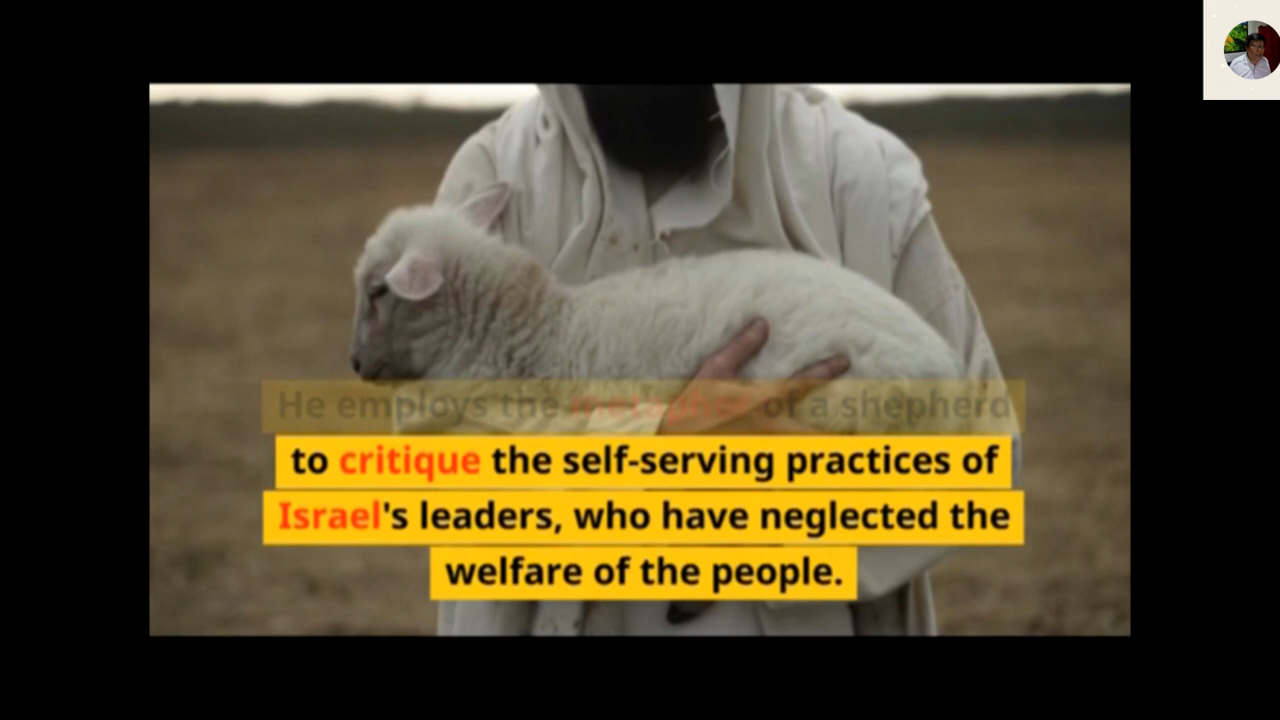 He employs the metaphor of a shepherd
to critique the self-serving practices of
Israel's leaders, who have neglected the
welfare of the people.